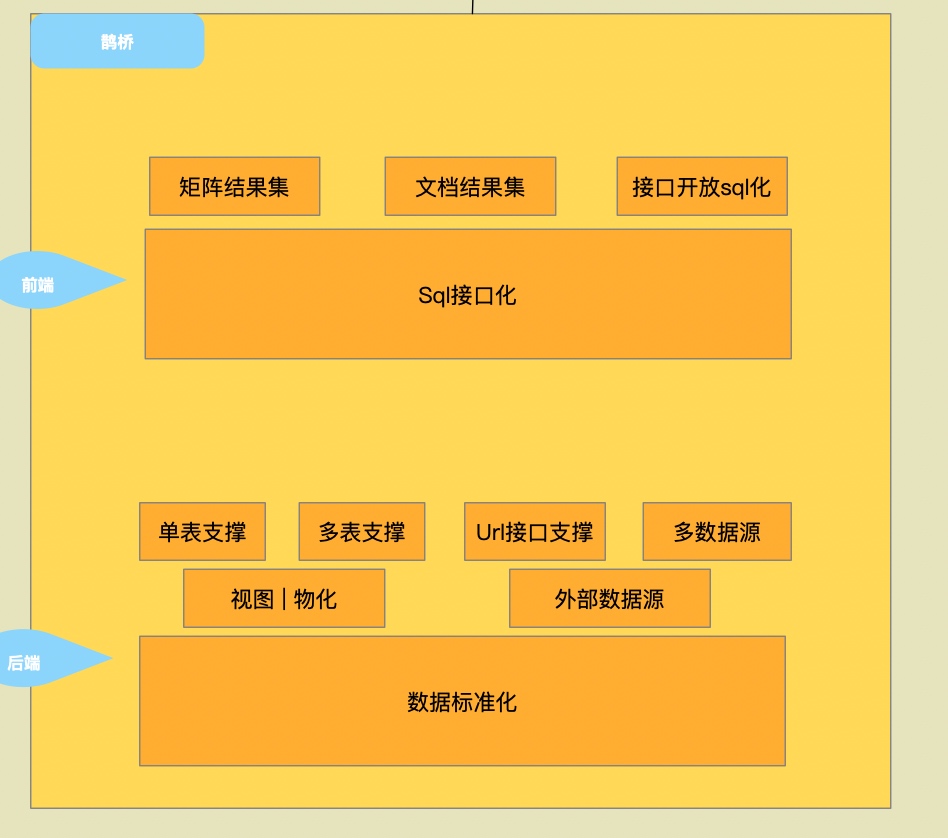 鹊桥
矩阵结果集
文档结果集
接口开放sql化
前端
Sql接口化
单表支撑
多表支撑
Url接口支撑
多数据源
视图 | 物化
外部数据源
后端
数据标准化